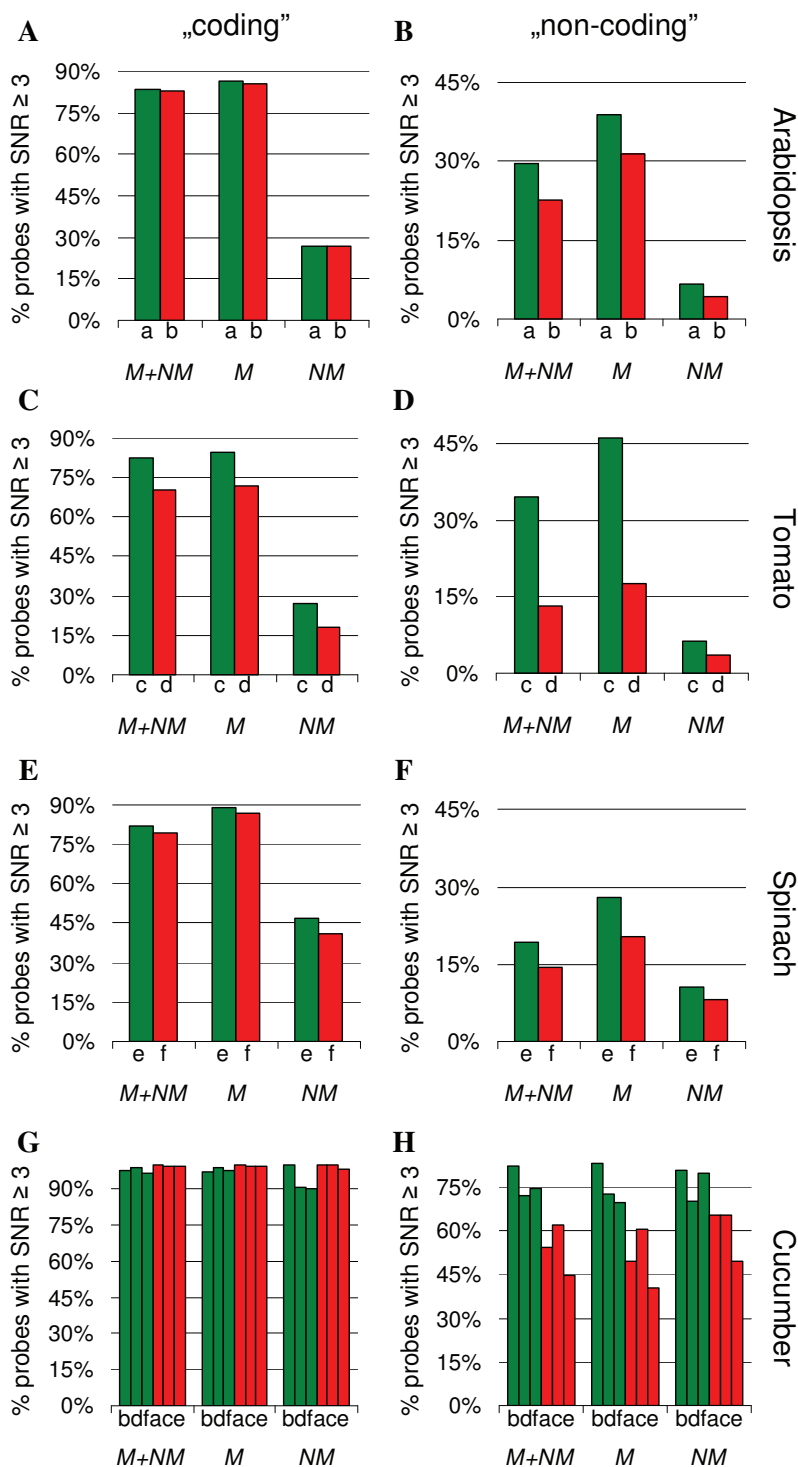 A „coding”
B „non-coding”
% probes with SNR ≥ 3
90%
75%
60%
45%
30%
15%
0%
a b a b a b
M+NM M NM
% probes with SNR ≥ 3
45%
30%
15%
0%
a b a b a b
M+NM M NM
Arabidopsis
C
% probes with SNR ≥ 3
90%
75%
60%
45%
30%
15%
0%
c d c d c d
M+NM M NM
D
% probes with SNR ≥ 3
45%
30%
15%
0%
c d c d c d
M+NM M NM
Tomato
E
% probes with SNR ≥ 3
90%
75%
60%
45%
30%
15%
0%
e f e f e f
M+NM M NM
F
% probes with SNR ≥ 3
45%
30%
15%
0%
e f e f e f
M+NM M NM
Spinach
G
% probes with SNR ≥ 3
90%
75%
60%
45%
30%
15%
0%
bdface bdface bdface
M+NM M NM
H
% probes with SNR ≥ 3
75%
60%
45%
30%
15%
0%
bdface bdface bdface
M+NM M NM
Cucumber